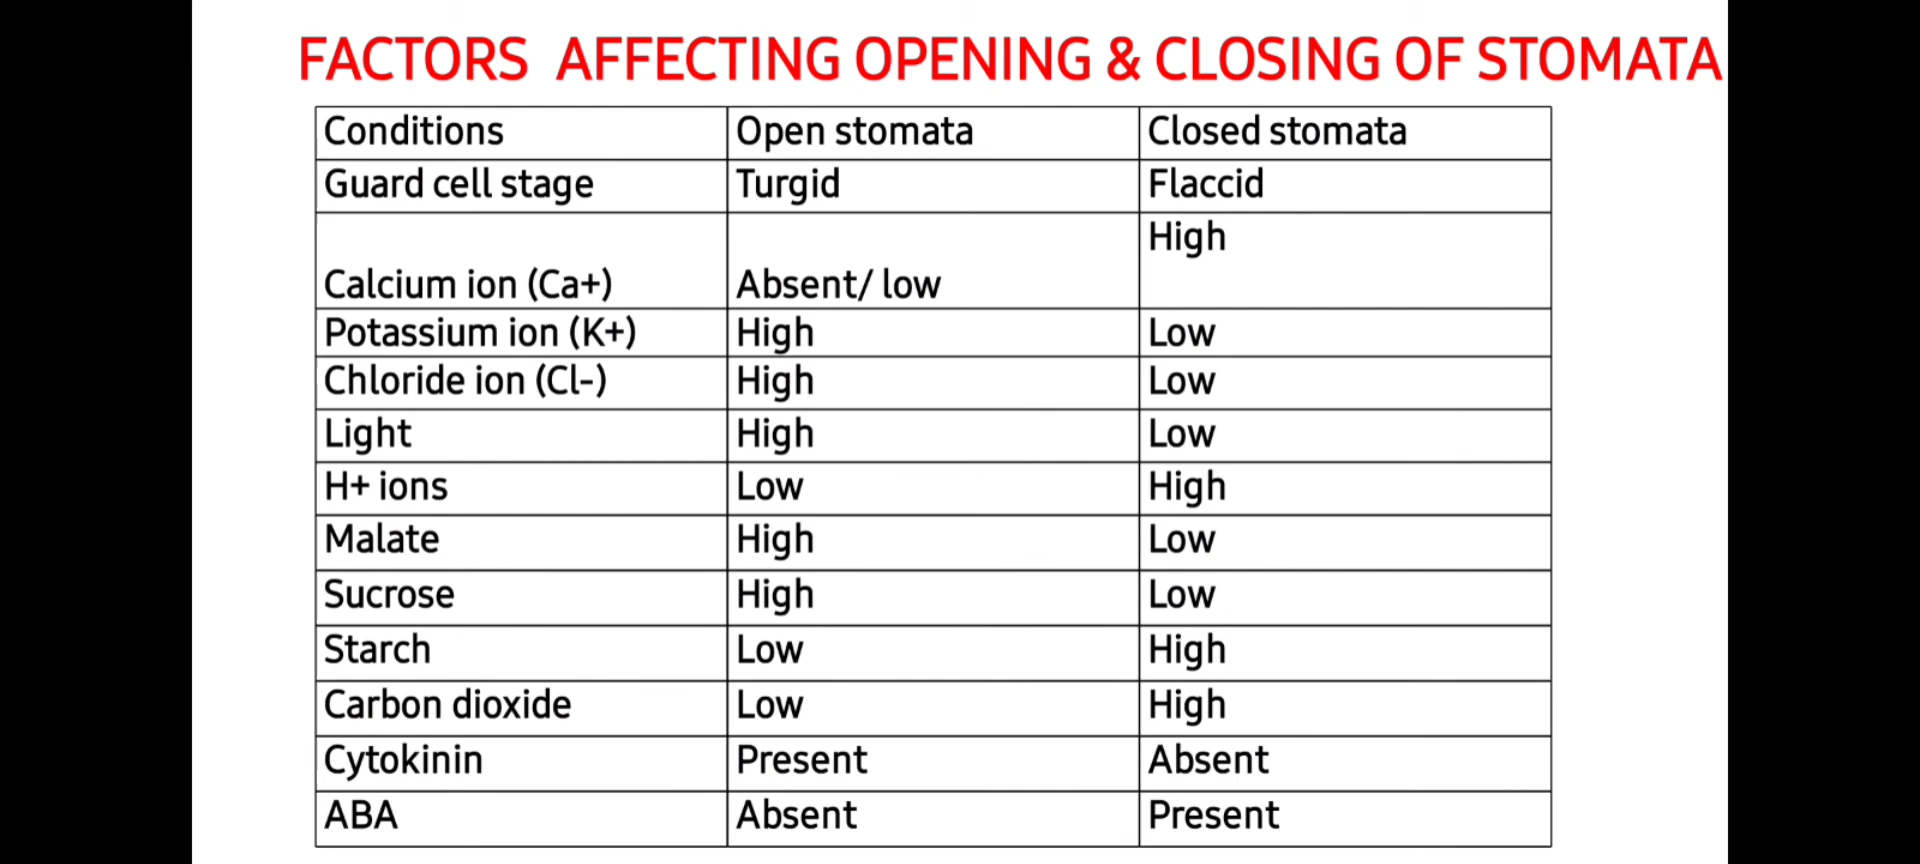 FACTORS AFFECTING OPENING & CLOSING OF STOMATA
Conditions Open stomata Closed stomata
Guard cell stage Turgid Flaccid
High
Calcium ion (Ca+) Absent/ low
Potassium ion (K+) High Low
Chloride ion (Cl-) High Low
Light High Low
H+ ions Low High
Malate High Low
Sucrose High Low
Starch Low High
Carbon dioxide Low High
Cytokinin Present Absent
ABA Absent Present